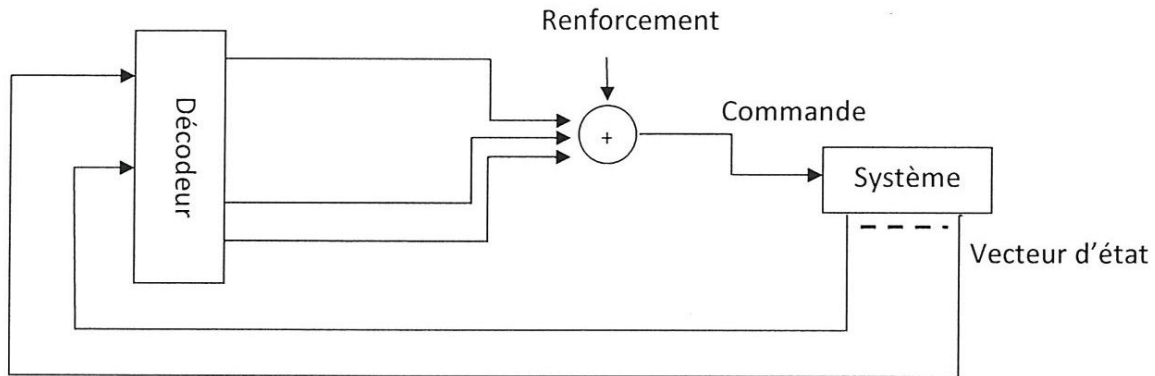 Renforcement
Décodeur
+
Commande
Système
Vecteur d'état